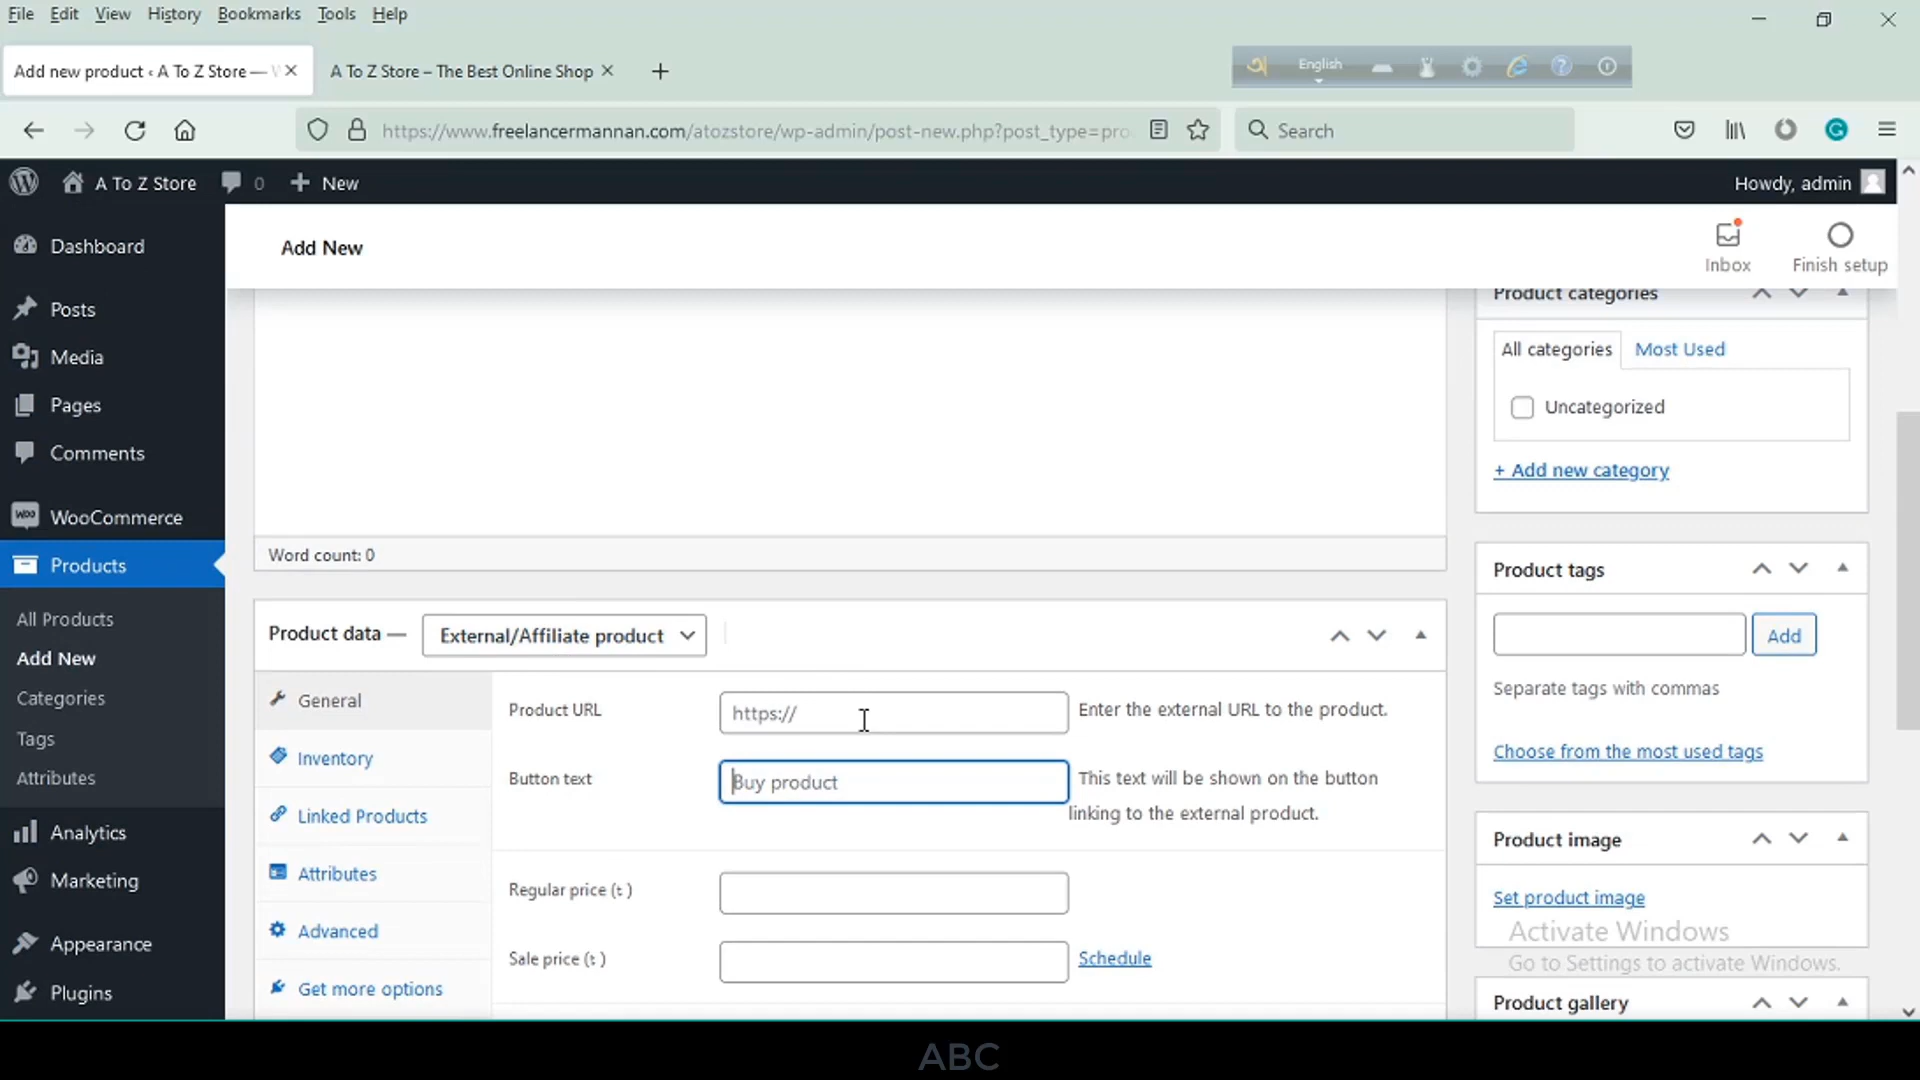 File Edit View History Bookmarks Tools Help
Add new product ‹ A To Z Store —
A To Z Store – The Best Online Shop
English
https://www.freelancermannan.com/atozstore/wp-admin/post-new.php?post_type=pro
Search
A To Z Store
0
New
Howdy, admin
Add New
Inbox
Finish setup
Dashboard
Posts
Media
Pages
Comments
WooCommerce
Products
All Products
Add New
Categories
Tags
Attributes
Analytics
Marketing
Appearance
Plugins
Word count: 0
Product data —
External/Affiliate product
General
Inventory
Linked Products
Attributes
Advanced
Get more options
Product URL
https://
Enter the external URL to the product.
Button text
Buy product
This text will be shown on the button
linking to the external product.
Regular price (৳ )
Sale price (৳ )
Schedule
Product categories
All categories
Most Used
Uncategorized
+ Add new category
Product tags
Add
Separate tags with commas
Choose from the most used tags
Product image
Set product image
Activate Windows
Go to Settings to activate Windows.
Product gallery
ABC